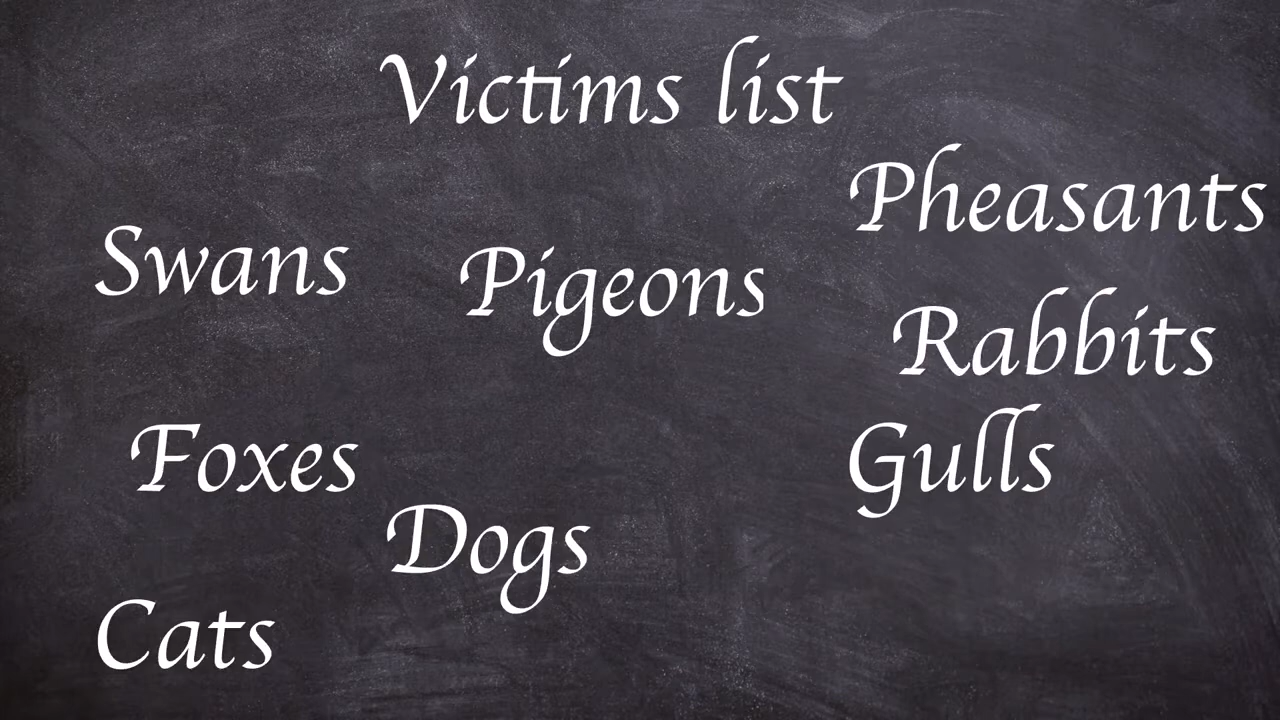 Victims list
Pheasants
Swans
Pigeons
Rabbits
Foxes
Gulls
Dogs
Cats